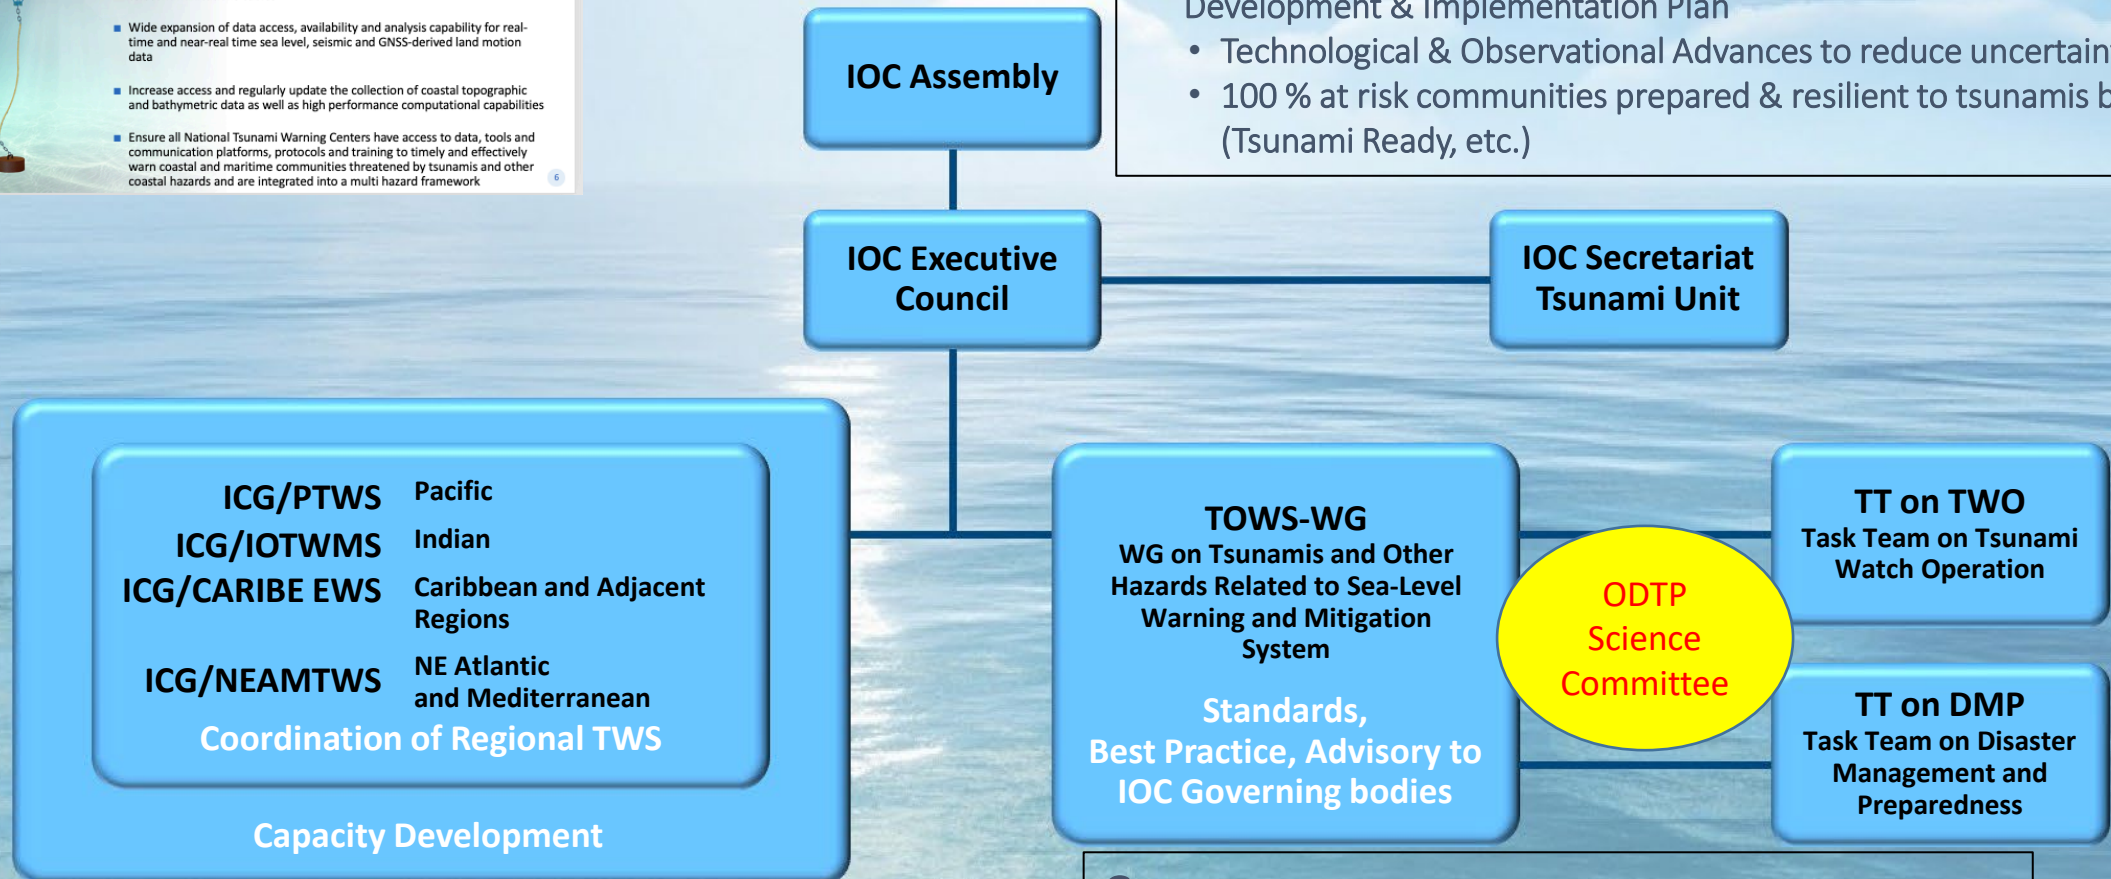 Wide expansion of data access, availability and analysis capability for real-
time and near-real time sea level, seismic and GNSS-derived land motion
data
Increase access and regularly update the collection of coastal topographic
and bathymetric data as well as high performance computational capabilities
Ensure all National Tsunami Warning Centers have access to data, tools and
communication platforms, protocols and training to timely and effectively
warn coastal and maritime communities threatened by tsunamis and other
coastal hazards and are integrated into a multi hazard framework
6
Development & Implementation Plan
• Technological & Observational Advances to reduce
• 100 % at risk communities prepared & resilient to tsunamis
(Tsunami Ready, etc.)
IOC Assembly
IOC Executive
Council
IOC Secretariat
Tsunami Unit
ICG/PTWS Pacific
ICG/IOTWMS Indian
ICG/CARIBE EWS Caribbean and Adjacent
Regions
ICG/NEAMTWS NE Atlantic
and Mediterranean
Coordination of Regional TWS
Capacity Development
TOWS-WG
WG on Tsunamis and Other
Hazards Related to Sea-Level
Warning and Mitigation
System
Standards,
Best Practice, Advisory to
IOC Governing bodies
ODTP
Science
Committee
TT on TWO
Task Team on Tsunami
Watch Operation
TT on DMP
Task Team on Disaster
Management and
Preparedness